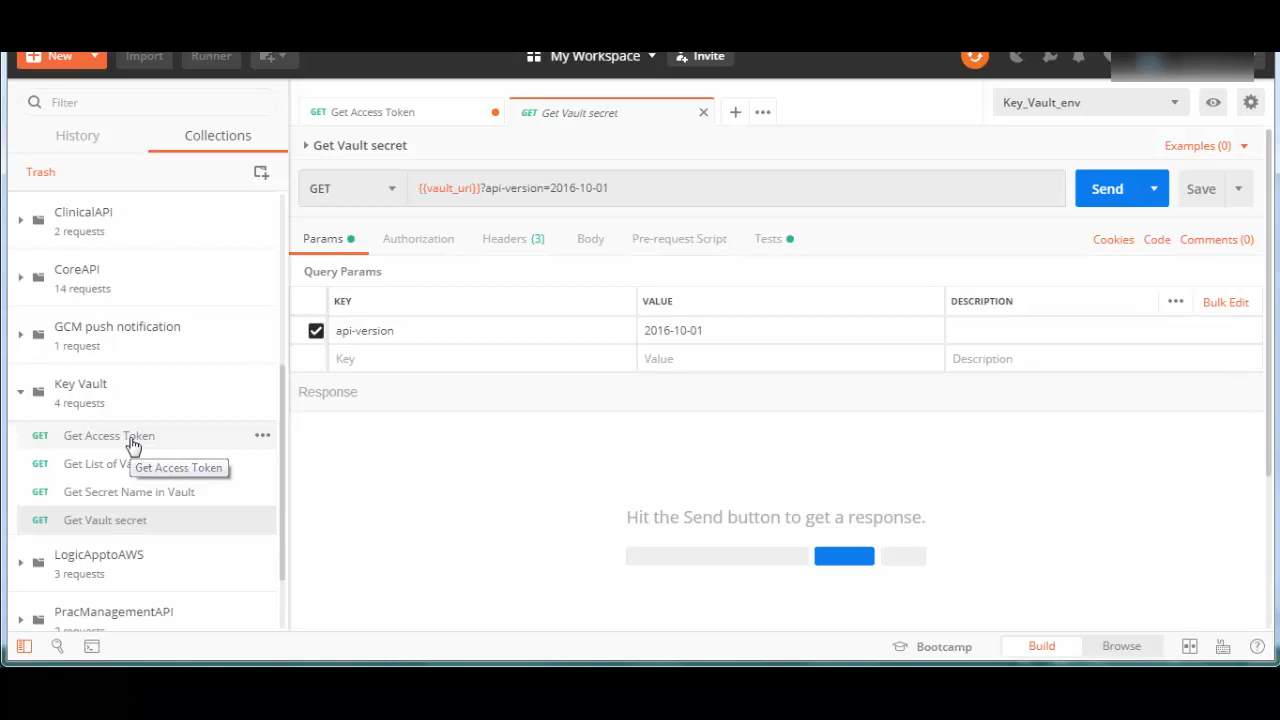 New
Import
Runner
My Workspace
Invite
Filter
History
Collections
Trash
ClinicalAPI
2 requests
CoreAPI
14 requests
GCM push notification
1 request
Key Vault
4 requests
GET Get Access Token
GET Get List of Va
Get Access Token
GET Get Secret Name in Vault
GET Get Vault secret
LogicApptoAWS
3 requests
PracManagementAPI
2 requests
GET Get Access Token
GET Get Vault secret
Key_Vault_env
Get Vault secret
Examples (0)
GET
{{vault_uri}}?api-version=2016-10-01
Send
Save
Params
Authorization
Headers (3)
Body
Pre-request Script
Tests
Cookies
Code
Comments (0)
Query Params
KEY
VALUE
DESCRIPTION
Bulk Edit
api-version
2016-10-01
Key
Value
Description
Response
Hit the Send button to get a response.
Bootcamp
Build
Browse